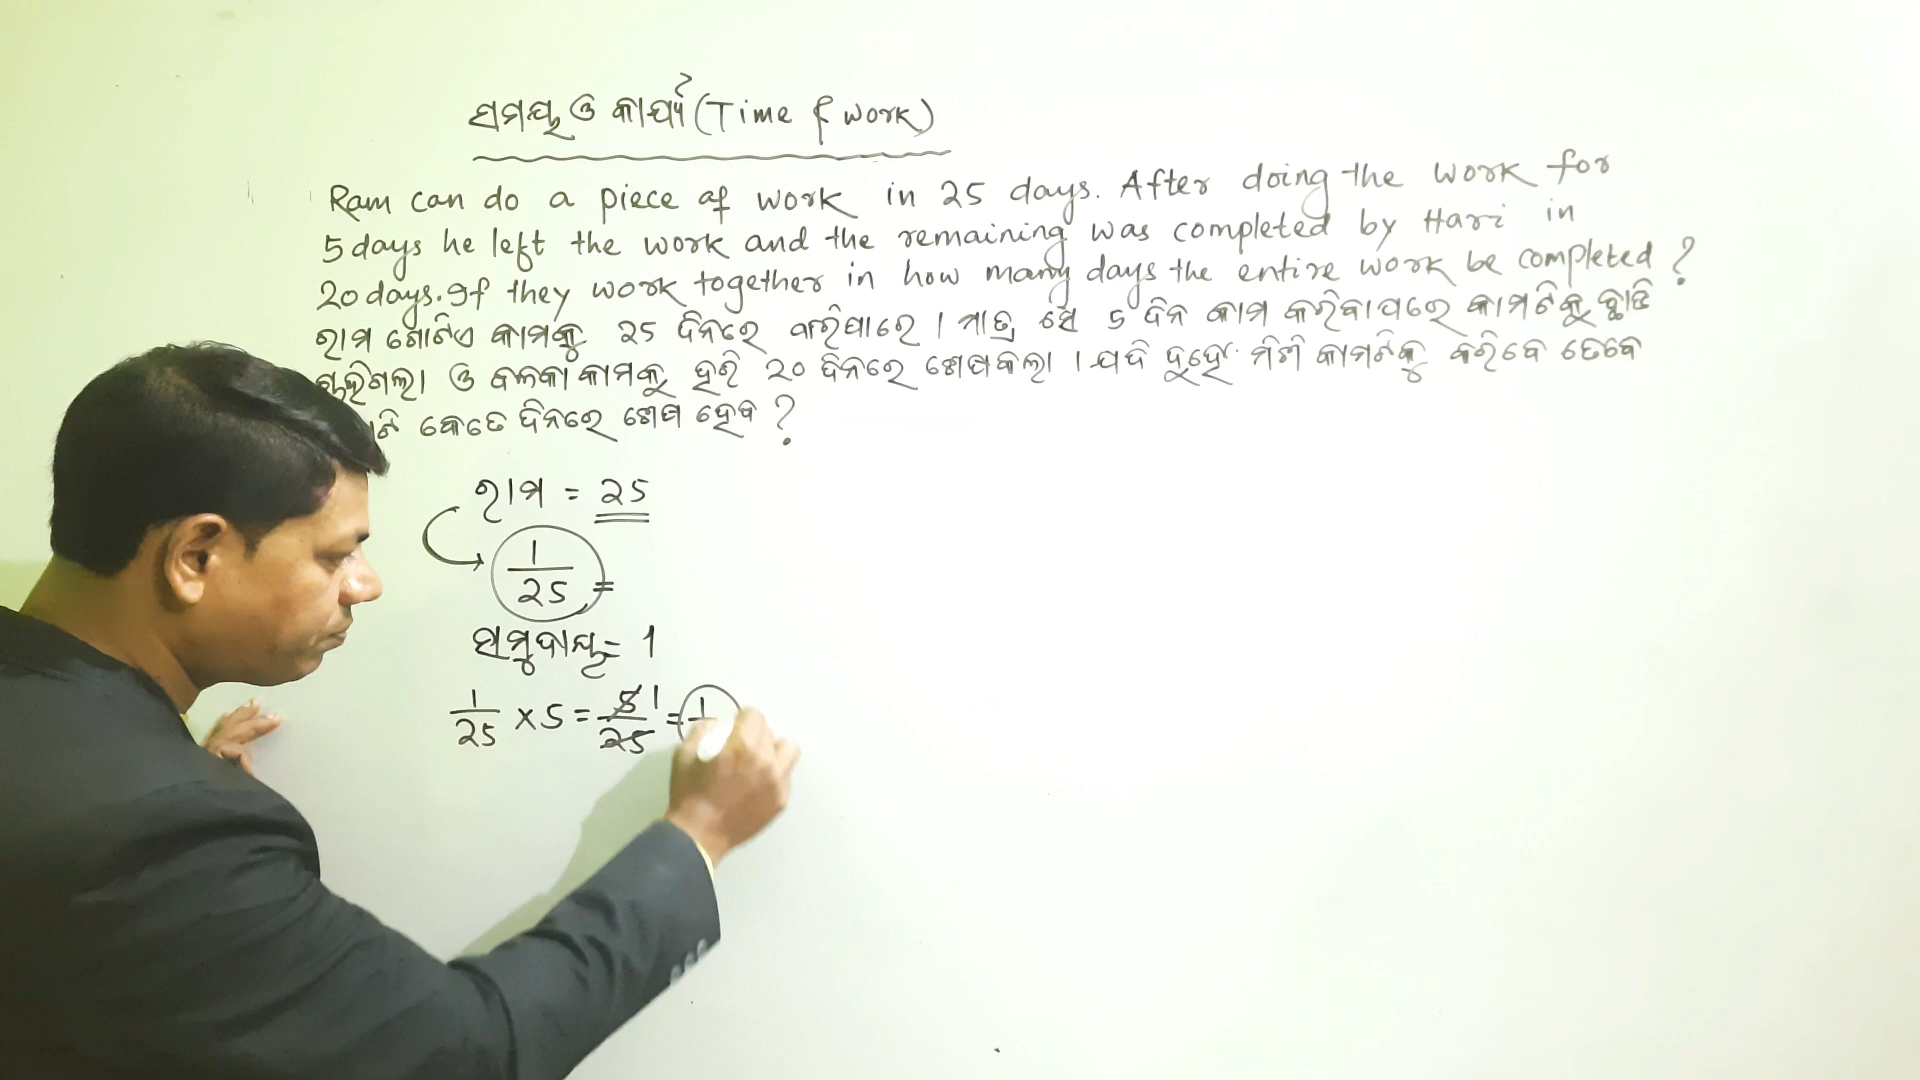 ସମୟ ଓ କାର୍ଯ୍ୟ (Time & work)
Ram can do a piece of work in 25 days. After doing the work for
5 days he left the work and the remaining was completed by Hari in
20 days. If they work together in how many days the entire work be completed ?
ରାମ ଗୋଟିଏ କାମକୁ 25 ଦିନରେ କରିପାରେ । ମାତ୍ର ସେ 5 ଦିନ କାମ କରିବାପରେ କାମଟିକୁ ଛାଡି
ଚାଲିଗଲା ଓ ବଳକା କାମକୁ ହରି 20 ଦିନରେ ଶେଷକଲା । ଯଦି ଦୁହେଁ ମିଶି କାମଟିକୁ କରିବେ ତେବେ
କେତେ ଦିନରେ ଶେଷ ହେବ ?
ରାମ = 25
1/25 =
ସମୁଦାୟ = 1
1/25 × 5 = 5 1/25 = 1